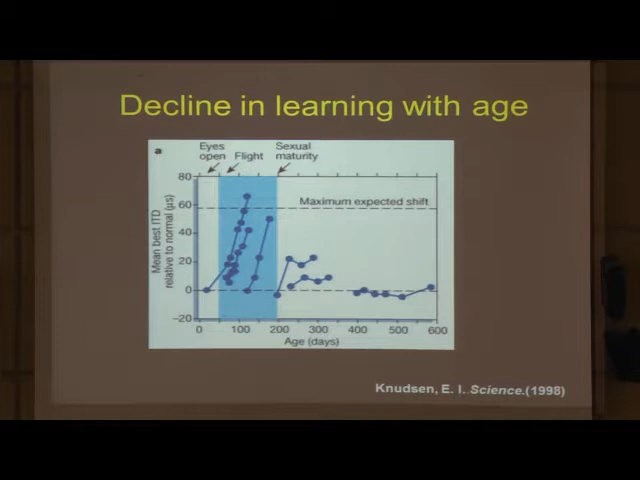 Decline in learning with age
a
Eyes open
Flight
Sexual maturity
80
60
40
20
0
–20
Maximum expected shift
Mean best ITD
relative to normal (µs)
0 100 200 300 400 500 600
Age (days)
Knudsen, E. I. Science.(1998)